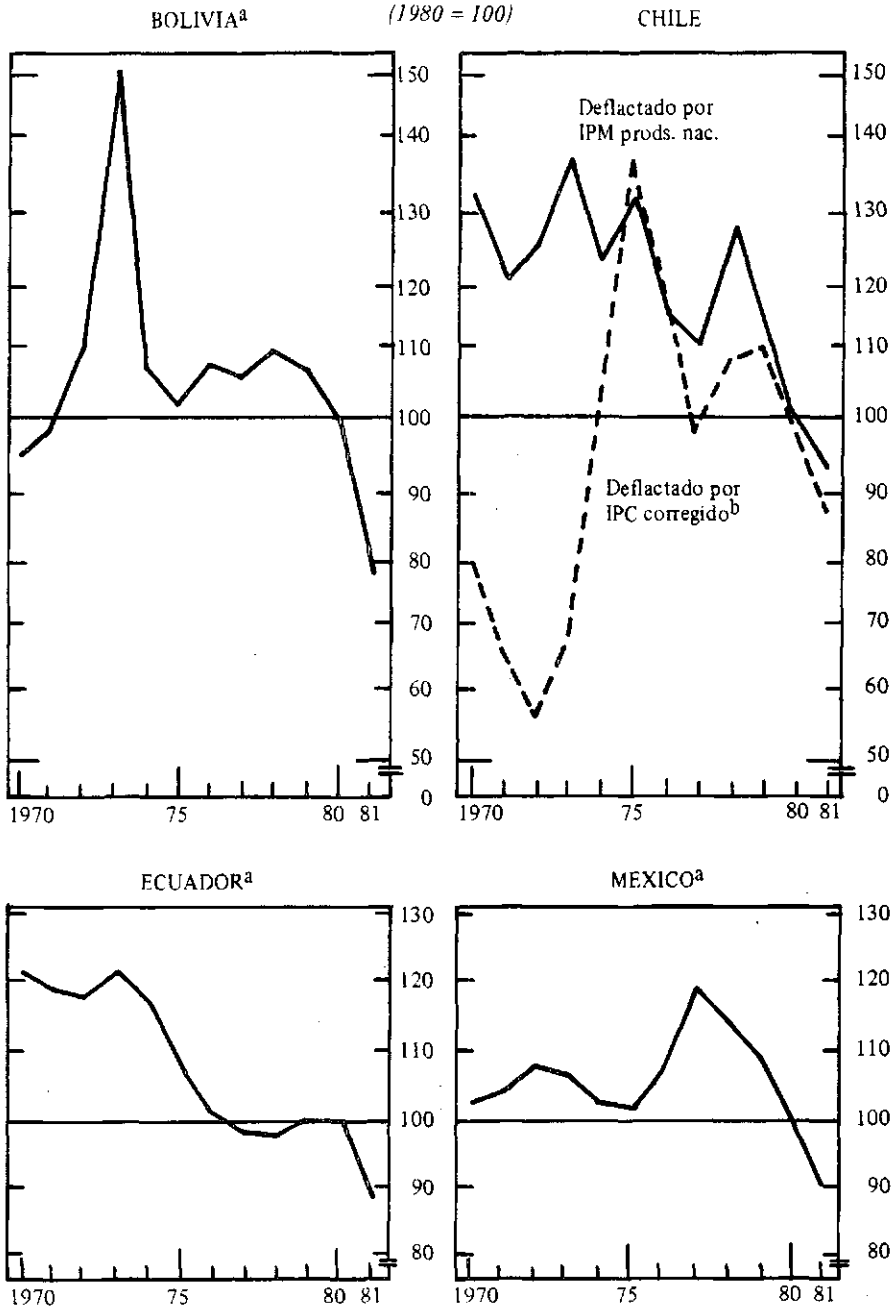 (1980 = 100)
BOLIVIAa
150
140
130
120
110
100
90
80
70
60
50
0
1970 75 80 81
CHILE
Deflactado por
IPM prods. nac.
Deflactado por
IPC corregidob
150
140
130
120
110
100
90
80
70
60
50
0
1970 75 80 81
ECUADORa
130
120
110
100
90
80
1970 75 80 81
MEXICOa
130
120
110
100
90
80
1970 75 80 81